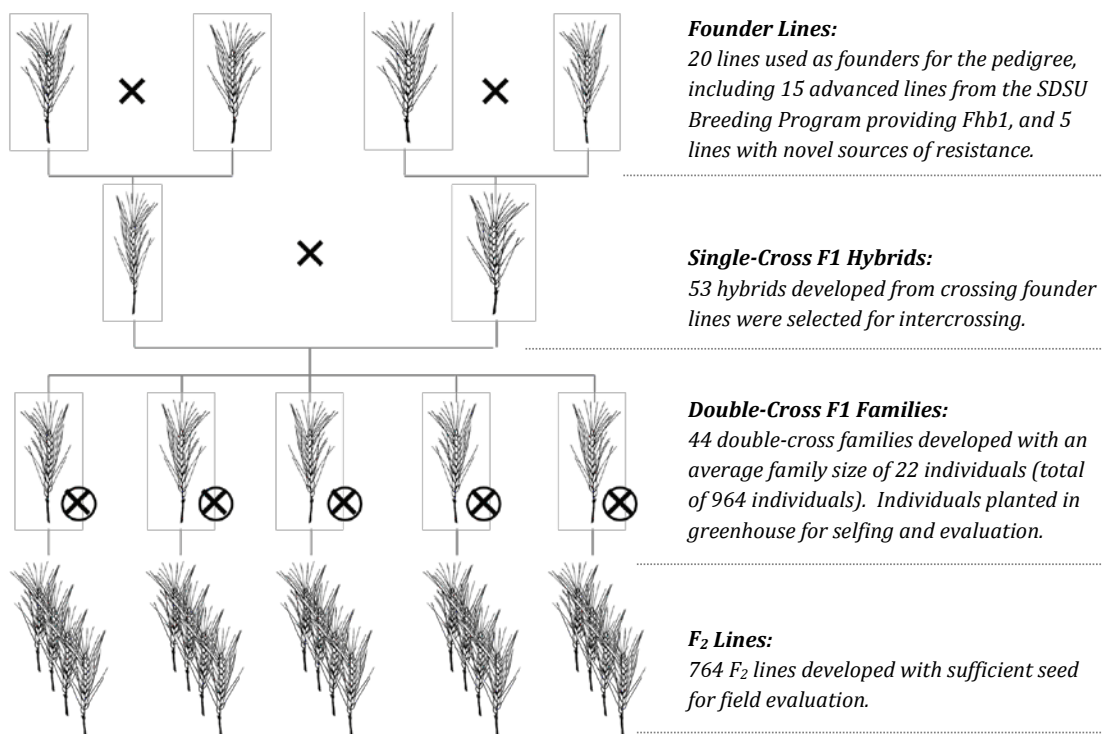 Founder Lines:
20 lines used as founders for the pedigree,
including 15 advanced lines from the SDSU
Breeding Program providing Fhb1, and 5
lines with novel sources of resistance.
Single-Cross F1 Hybrids:
53 hybrids developed from crossing founder
lines were selected for intercrossing.
Double-Cross F1 Families:
44 double-cross families developed with an
average family size of 22 individuals (total
of 964 individuals).  Individuals planted in
greenhouse for selfing and evaluation.
F₂ Lines:
764 F₂ lines developed with sufficient seed
for field evaluation.